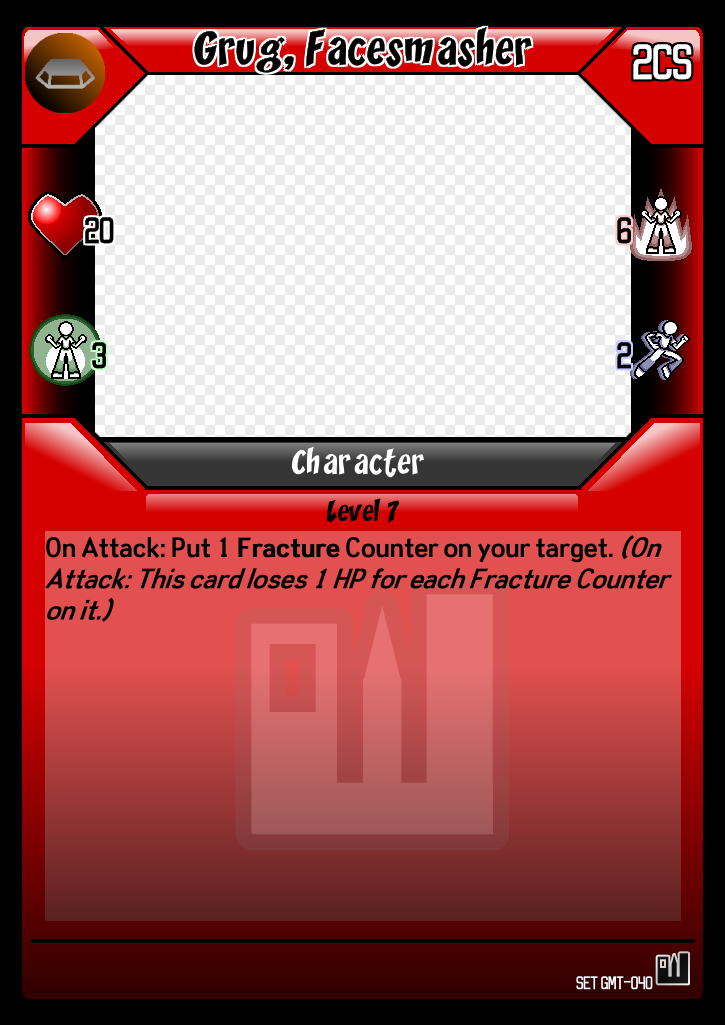 Grug, Facesmasher
2CS
20
6
3
2
Character
Level 7
On Attack: Put 1 Fracture Counter on your target. (On
Attack: This card loses 1 HP for each Fracture Counter
on it.)
SET GMT-040